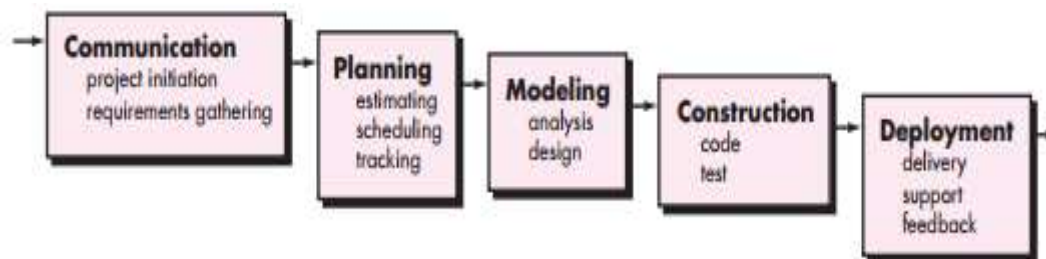 Communication
project initiation
requirements gathering
Planning
estimating
scheduling
tracking
Modeling
analysis
design
Construction
code
test
Deployment
delivery
support
feedback